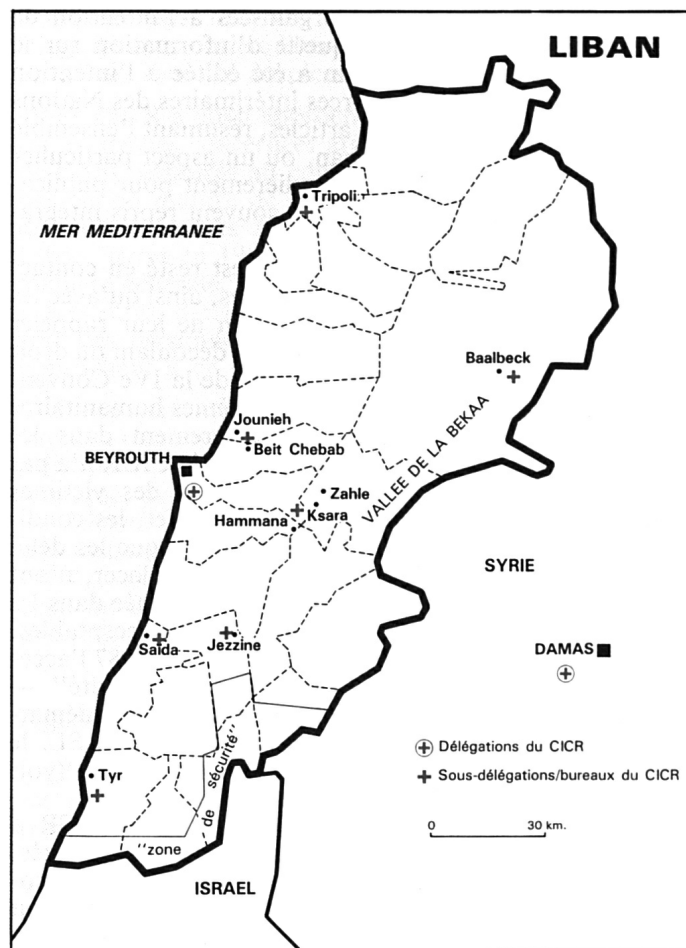 LIBAN
Tripoli
MER MEDITERRANEE
Baalbeck
Jounieh
Beit Chebab
BEYROUTH
VALLEE DE LA BEKAA
Zahle
Ksara
Hammana
SYRIE
Saïda
Jezzine
DAMAS
Délégations du CICR
Sous-délégations/bureaux du CICR
Tyr
"zone de sécurité"
0 30 km.
ISRAEL